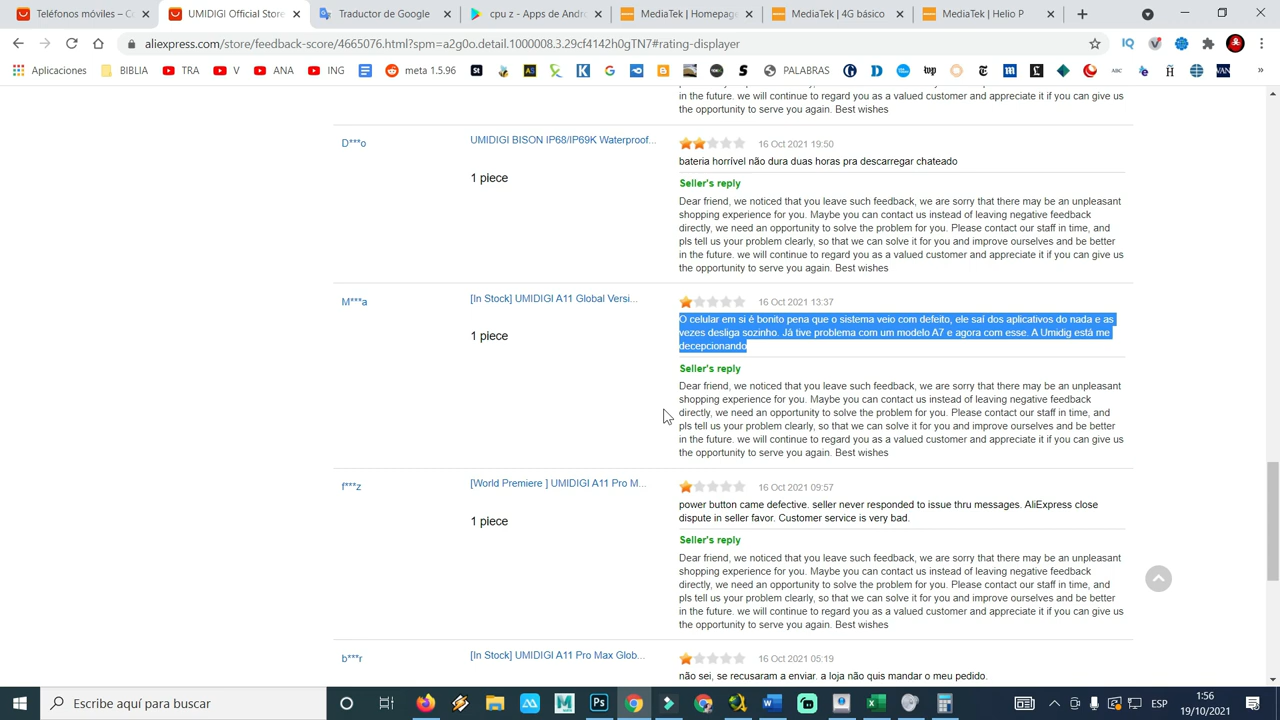 Teléfonos móviles - C
UMIDIGI Official Store
Traductor de Google
cpu z - Apps de Andr
MediaTek | Homepage
MediaTek | 4G básico
MediaTek | Helio P
aliexpress.com/store/feedback-score/4665076.html?spm=a2g0o.detail.1000008.3.29cf4142h0gTN7#rating-displayer
Aplicaciones
BIBLIA
TRA
V
ANA
ING
meta 1.5.96
PALABRAS
in the future. we will continue to regard you as a valued customer and appreciate it if you can give us
the opportunity to serve you again. Best wishes
D***o
UMIDIGI BISON IP68/IP69K Waterproof...
16 Oct 2021 19:50
1 piece
bateria horrível não dura duas horas pra descarregar chateado
Seller's reply
Dear friend, we noticed that you leave such feedback, we are sorry that there may be an unpleasant
shopping experience for you. Maybe you can contact us instead of leaving negative feedback
directly, we need an opportunity to solve the problem for you. Please contact our staff in time, and
pls tell us your problem clearly, so that we can solve it for you and improve ourselves and be better
in the future. we will continue to regard you as a valued customer and appreciate it if you can give us
the opportunity to serve you again. Best wishes
M***a
[In Stock] UMIDIGI A11 Global Versi...
16 Oct 2021 13:37
1 piece
O celular em si é bonito pena que o sistema veio com defeito, ele saí dos aplicativos do nada e as
vezes desliga sozinho. Já tive problema com um modelo A7 e agora com esse. A Umidig está me
decepcionando
Seller's reply
Dear friend, we noticed that you leave such feedback, we are sorry that there may be an unpleasant
shopping experience for you. Maybe you can contact us instead of leaving negative feedback
directly, we need an opportunity to solve the problem for you. Please contact our staff in time, and
pls tell us your problem clearly, so that we can solve it for you and improve ourselves and be better
in the future. we will continue to regard you as a valued customer and appreciate it if you can give us
the opportunity to serve you again. Best wishes
f***z
[World Premiere ] UMIDIGI A11 Pro M...
16 Oct 2021 09:57
1 piece
power button came defective. seller never responded to issue thru messages. AliExpress close
dispute in seller favor. Customer service is very bad.
Seller's reply
Dear friend, we noticed that you leave such feedback, we are sorry that there may be an unpleasant
shopping experience for you. Maybe you can contact us instead of leaving negative feedback
directly, we need an opportunity to solve the problem for you. Please contact our staff in time, and
pls tell us your problem clearly, so that we can solve it for you and improve ourselves and be better
in the future. we will continue to regard you as a valued customer and appreciate it if you can give us
the opportunity to serve you again. Best wishes
b***r
[In Stock] UMIDIGI A11 Pro Max Glob...
16 Oct 2021 05:19
não sei, se recusaram a enviar. a loja não quis mandar o meu pedido.
Escribe aquí para buscar
ESP
1:56
19/10/2021